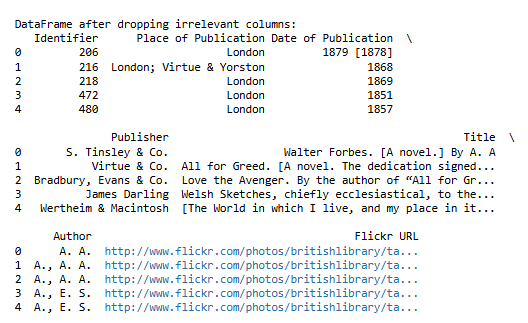 DataFrame after dropping irrelevant columns:
   Identifier     Place of Publication Date of Publication  \
0         206                   London         1879 [1878]
1         216  London; Virtue & Yorston                1868
2         218                   London                1869
3         472                   London                1851
4         480                   London                1857
               Publisher                                              Title  \
0       S. Tinsley & Co.                  Walter Forbes. [A novel.] By A. A
1           Virtue & Co.  All for Greed. [A novel. The dedication signed...
2  Bradbury, Evans & Co.  Love the Avenger. By the author of “All for Gr...
3          James Darling  Welsh Sketches, chiefly ecclesiastical, to the...
4   Wertheim & Macintosh  [The World in which I live, and my place in it...
      Author                                         Flickr URL
0      A. A.  http://www.flickr.com/photos/britishlibrary/ta...
1  A., A. A.  http://www.flickr.com/photos/britishlibrary/ta...
2  A., A. A.  http://www.flickr.com/photos/britishlibrary/ta...
3  A., E. S.  http://www.flickr.com/photos/britishlibrary/ta...
4  A., E. S.  http://www.flickr.com/photos/britishlibrary/ta...